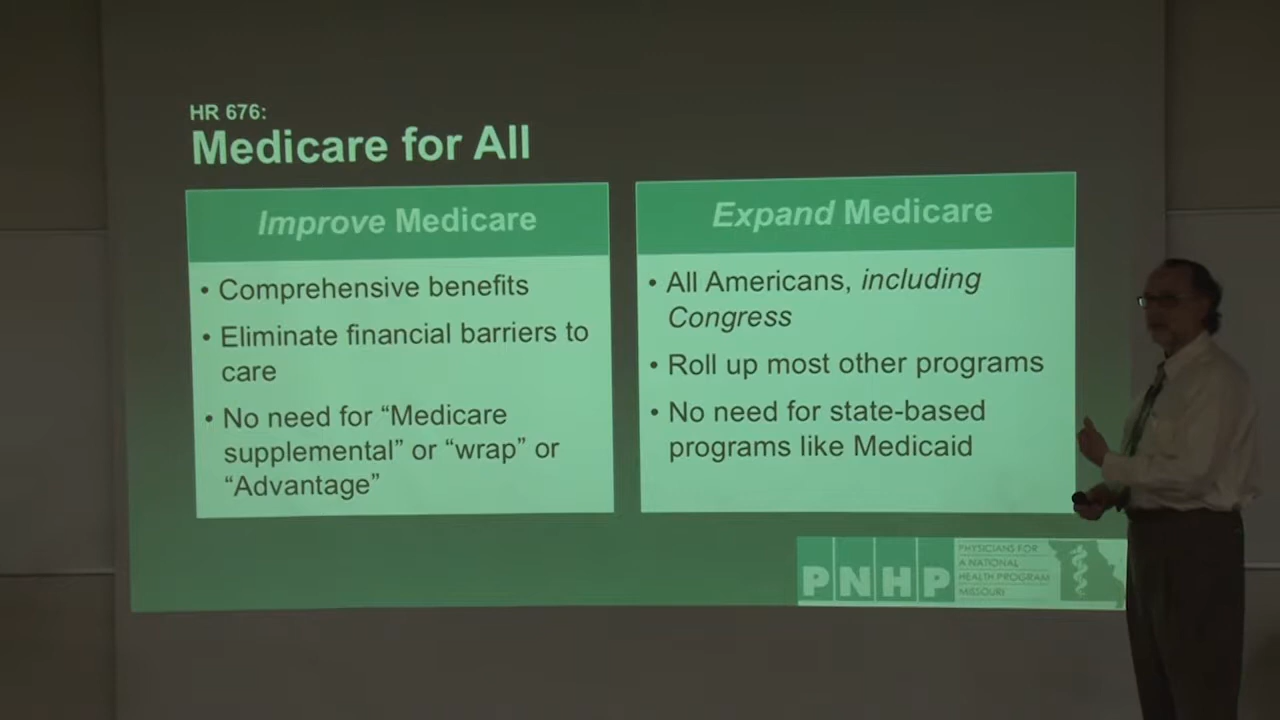 HR 676:
Medicare for All
Improve Medicare
• Comprehensive benefits
• Eliminate financial barriers to
care
• No need for “Medicare
supplemental” or “wrap” or
“Advantage”
Expand Medicare
• All Americans, including
Congress
• Roll up most other programs
• No need for state-based
programs like Medicaid
PNHP
PHYSICIANS FOR
A NATIONAL
HEALTH PROGRAM
MISSOURI